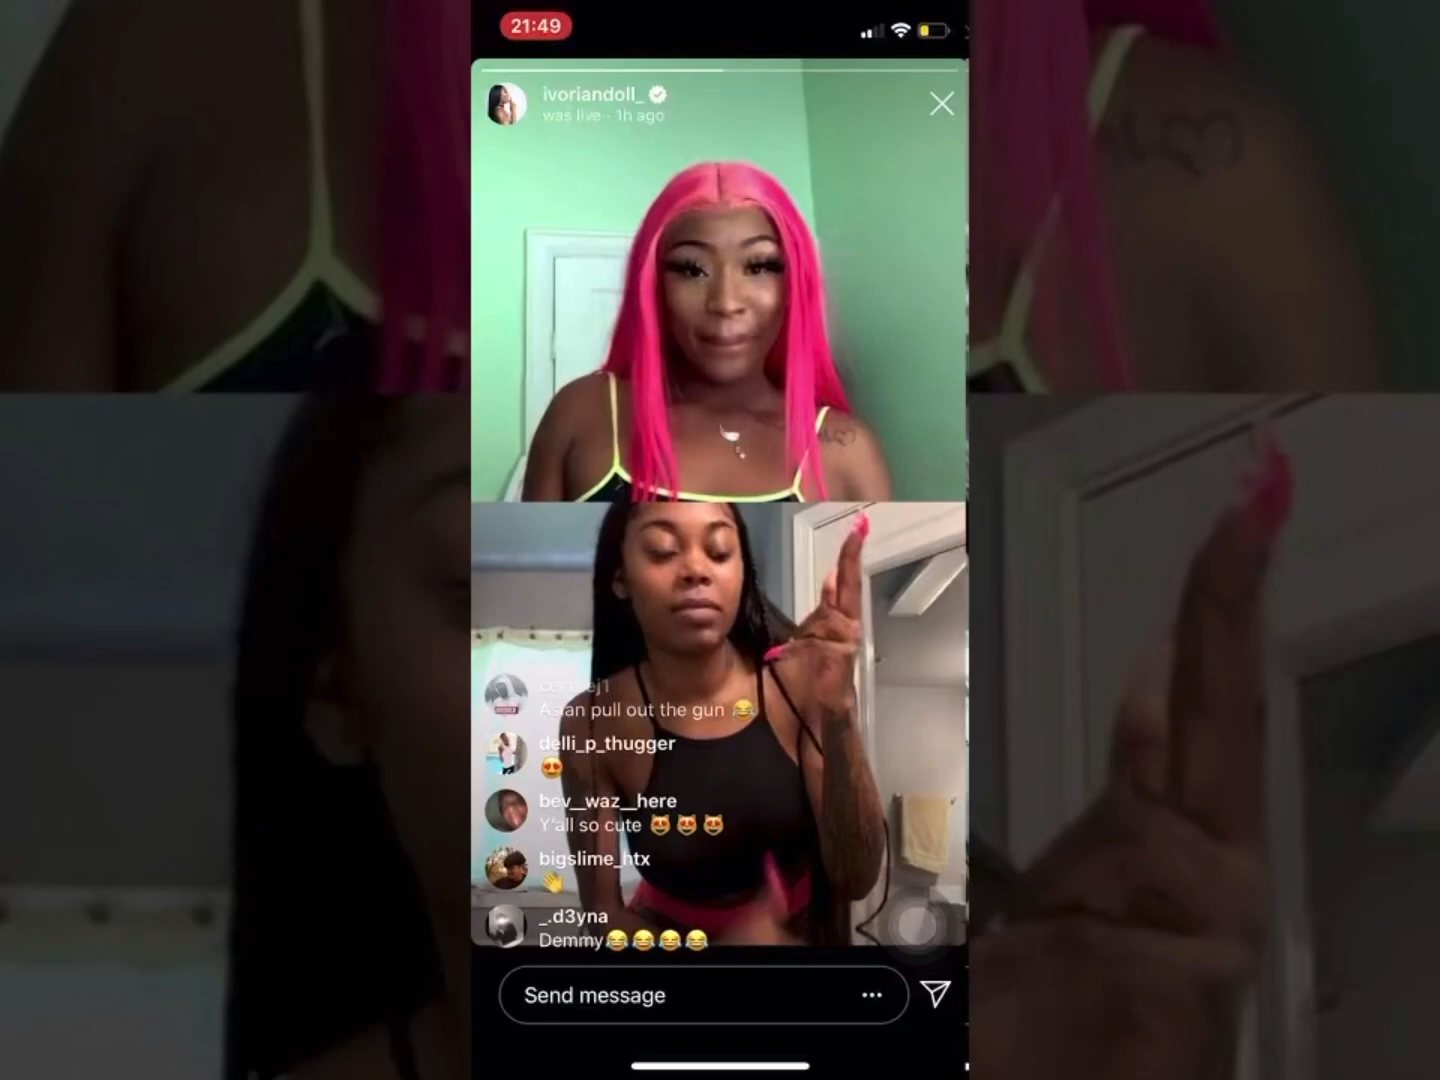 21:49
ivoriandoll_
was live · 1h ago
Asian pull out the gun 😂
delli_p_thugger
😍
bev__waz__here
Y'all so cute 😻 😻 😻
bigslime_htx
👋
_.d3yna
Demmy😂😂😂😂
Send message